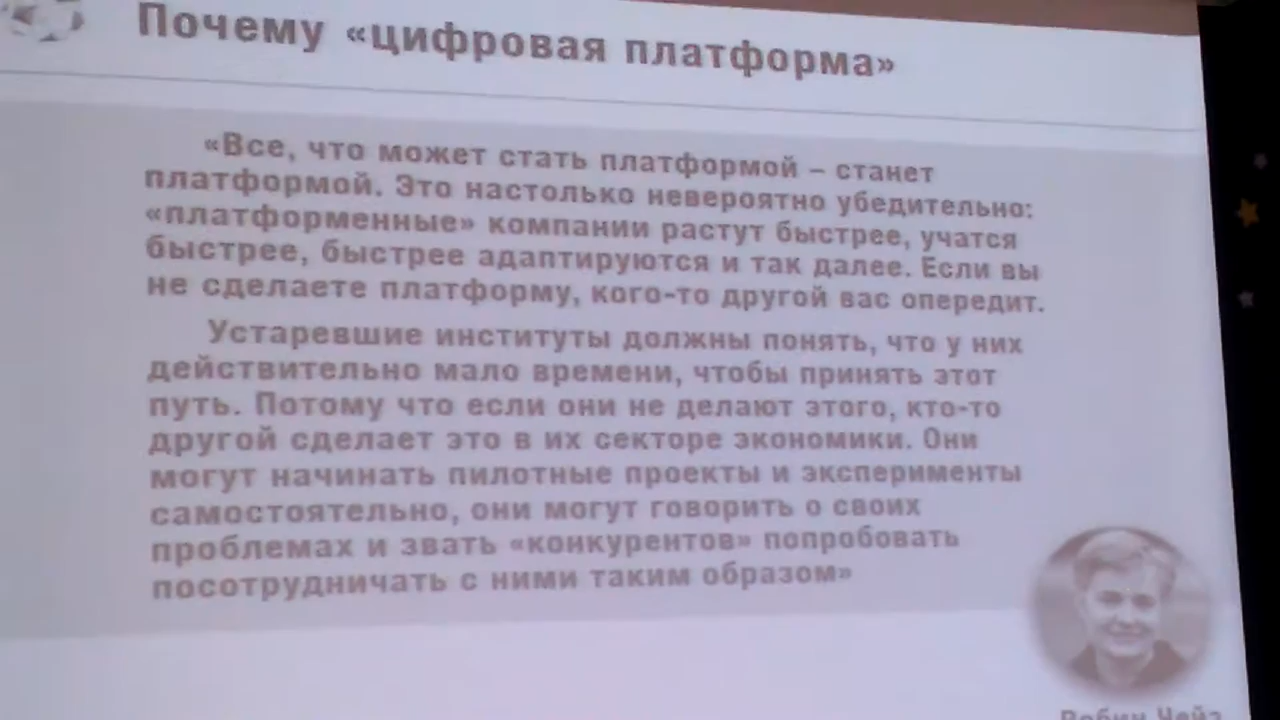 Почему «цифровая платформа»
«Все, что может стать платформой – станет
платформой. Это настолько невероятно убедительно:
«платформенные» компании растут быстрее, учатся
быстрее, быстрее адаптируются и так далее. Если вы
не сделаете платформу, кого-то другой вас опередит.
Устаревшие институты должны понять, что у них
действительно мало времени, чтобы принять этот
путь. Потому что если они не делают этого, кто-то
другой сделает это в их секторе экономики. Они
могут начинать пилотные проекты и эксперименты
самостоятельно, они могут говорить о своих
проблемах и звать «конкурентов» попробовать
посотрудничать с ними таким образом»
Робин Чейз